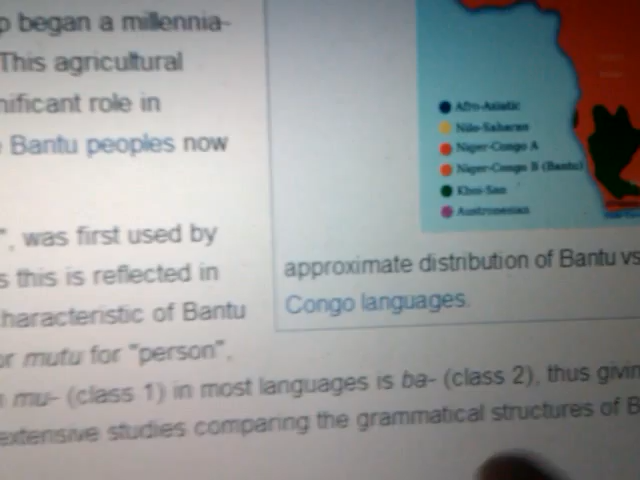 p began a millennia-
This agricultural
nificant role in
Bantu peoples now
", was first used by
s this is reflected in
haracteristic of Bantu
or mutu for "person".
mu- (class 1) in most languages is ba- (class 2), thus givin
extensive studies comparing the grammatical structures of B
Afro-Asiatic
Nilo-Saharan
Niger-Congo A
Niger-Congo B (Bantu)
Khoi-San
Austronesian
approximate distribution of Bantu vs
Congo languages.